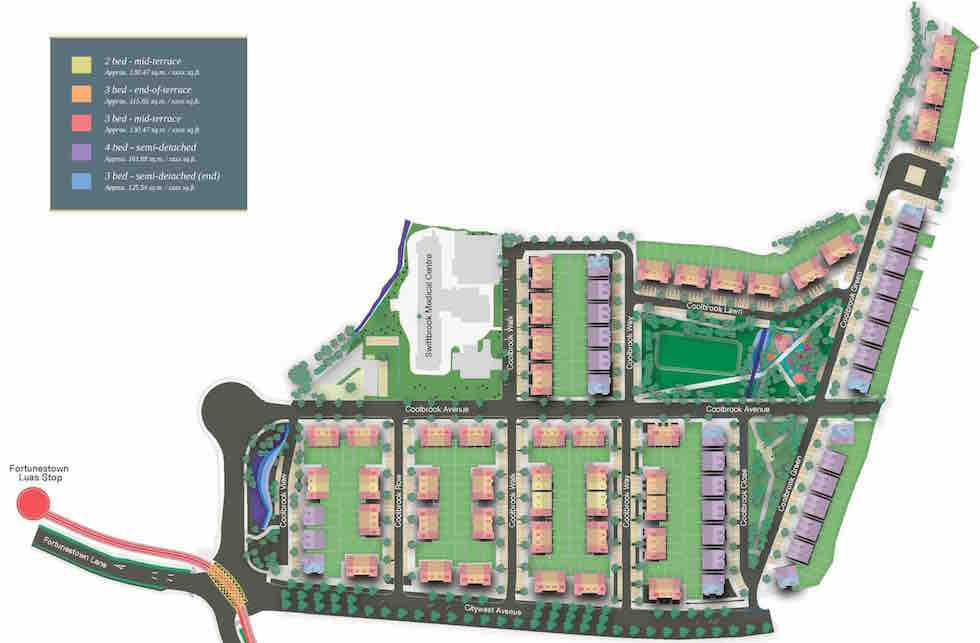 2 bed - mid-terrace
Approx. 130.47 sq.m. / xxxx sq.ft.
3 bed - end-of-terrace
Approx. 115.65 sq.m. / xxxx sq.ft.
3 bed - mid-terrace
Approx. 130.47 sq.m. / xxxx sq.ft.
4 bed - semi-detached
Approx. 161.68 sq.m. / xxxx sq.ft.
3 bed - semi-detached (end)
Approx. 125.54 sq.m. / xxxx sq.ft.
Swiftbrook Medical Centre
Coolbrook Walk
Coolbrook Way
Coolbrook Lawn
Coolbrook Green
Coolbrook Avenue
Coolbrook Avenue
Fortunestown
Luas Stop
Fortunestown Lane
Coolbrook View
Coolbrook Row
Coolbrook Walk
Coolbrook Way
Coolbrook Close
Coolbrook Green
Citywest Avenue